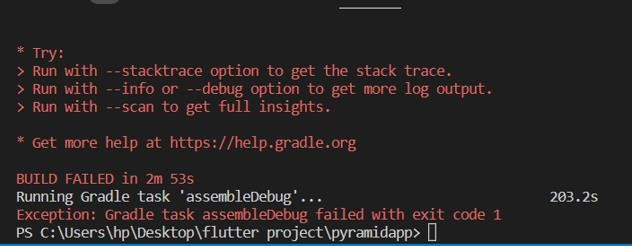 * Try:
> Run with --stacktrace option to get the stack trace.
> Run with --info or --debug option to get more log output.
> Run with --scan to get full insights.
* Get more help at https://help.gradle.org
BUILD FAILED in 2m 53s
Running Gradle task 'assembleDebug'... 203.2s
Exception: Gradle task assembleDebug failed with exit code 1
PS C:\Users\hp\Desktop\flutter project\pyramidapp>